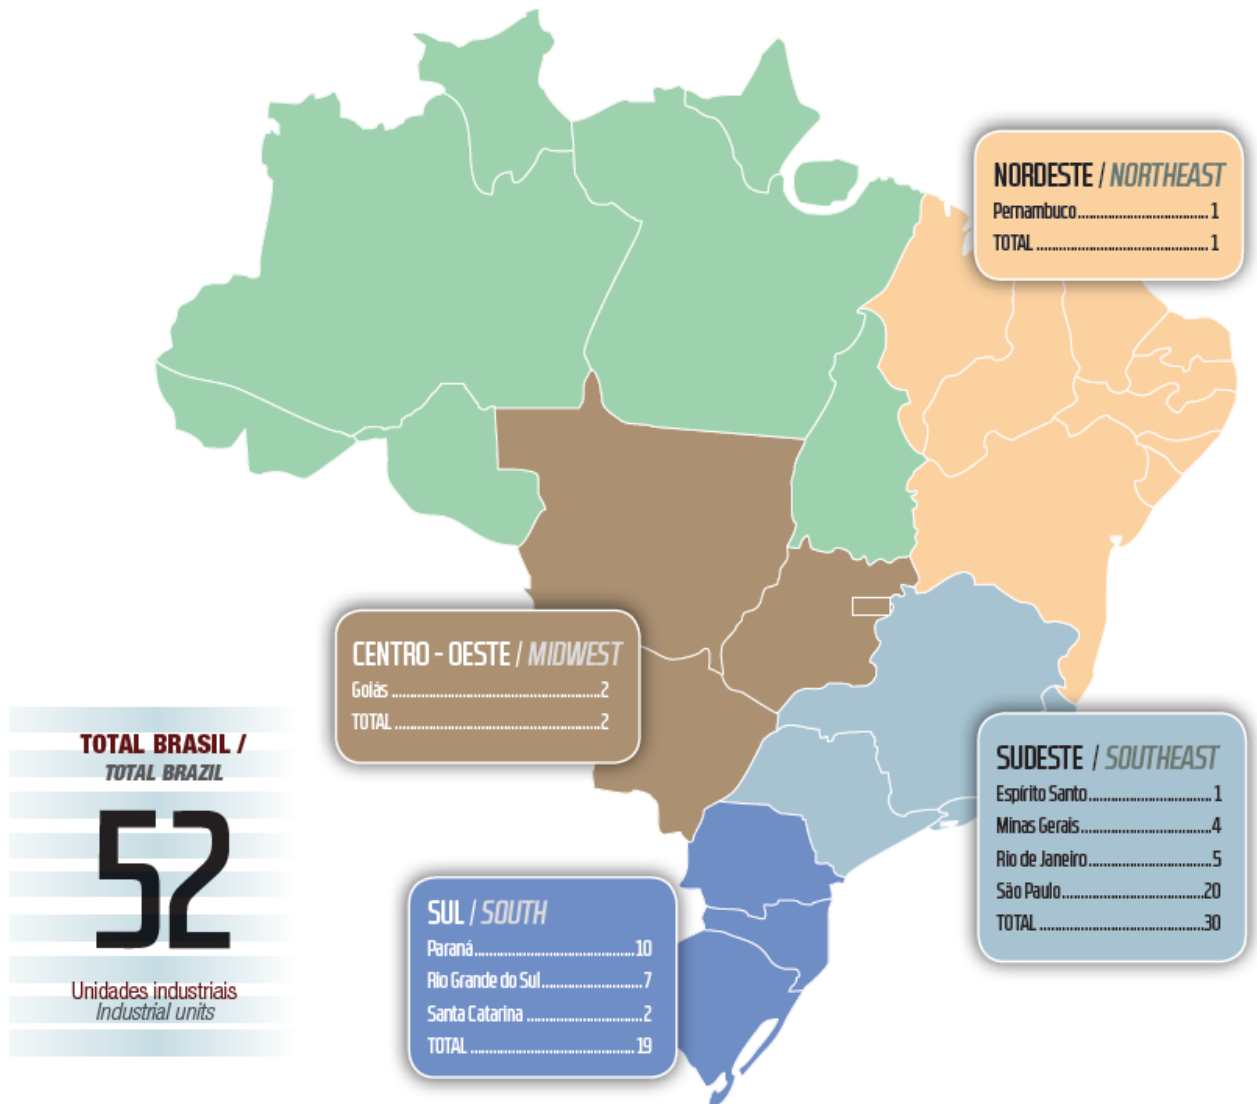 NORDESTE / NORTHEAST
Pernambuco 1
TOTAL 1
CENTRO - OESTE / MIDWEST
Goiás 2
TOTAL 2
SUDESTE / SOUTHEAST
Espírito Santo 1
Minas Gerais 4
Rio de Janeiro 5
São Paulo 20
TOTAL 30
SUL / SOUTH
Paraná 10
Rio Grande do Sul 7
Santa Catarina 2
TOTAL 19
TOTAL BRASIL /
TOTAL BRAZIL
52
Unidades industriais
Industrial units